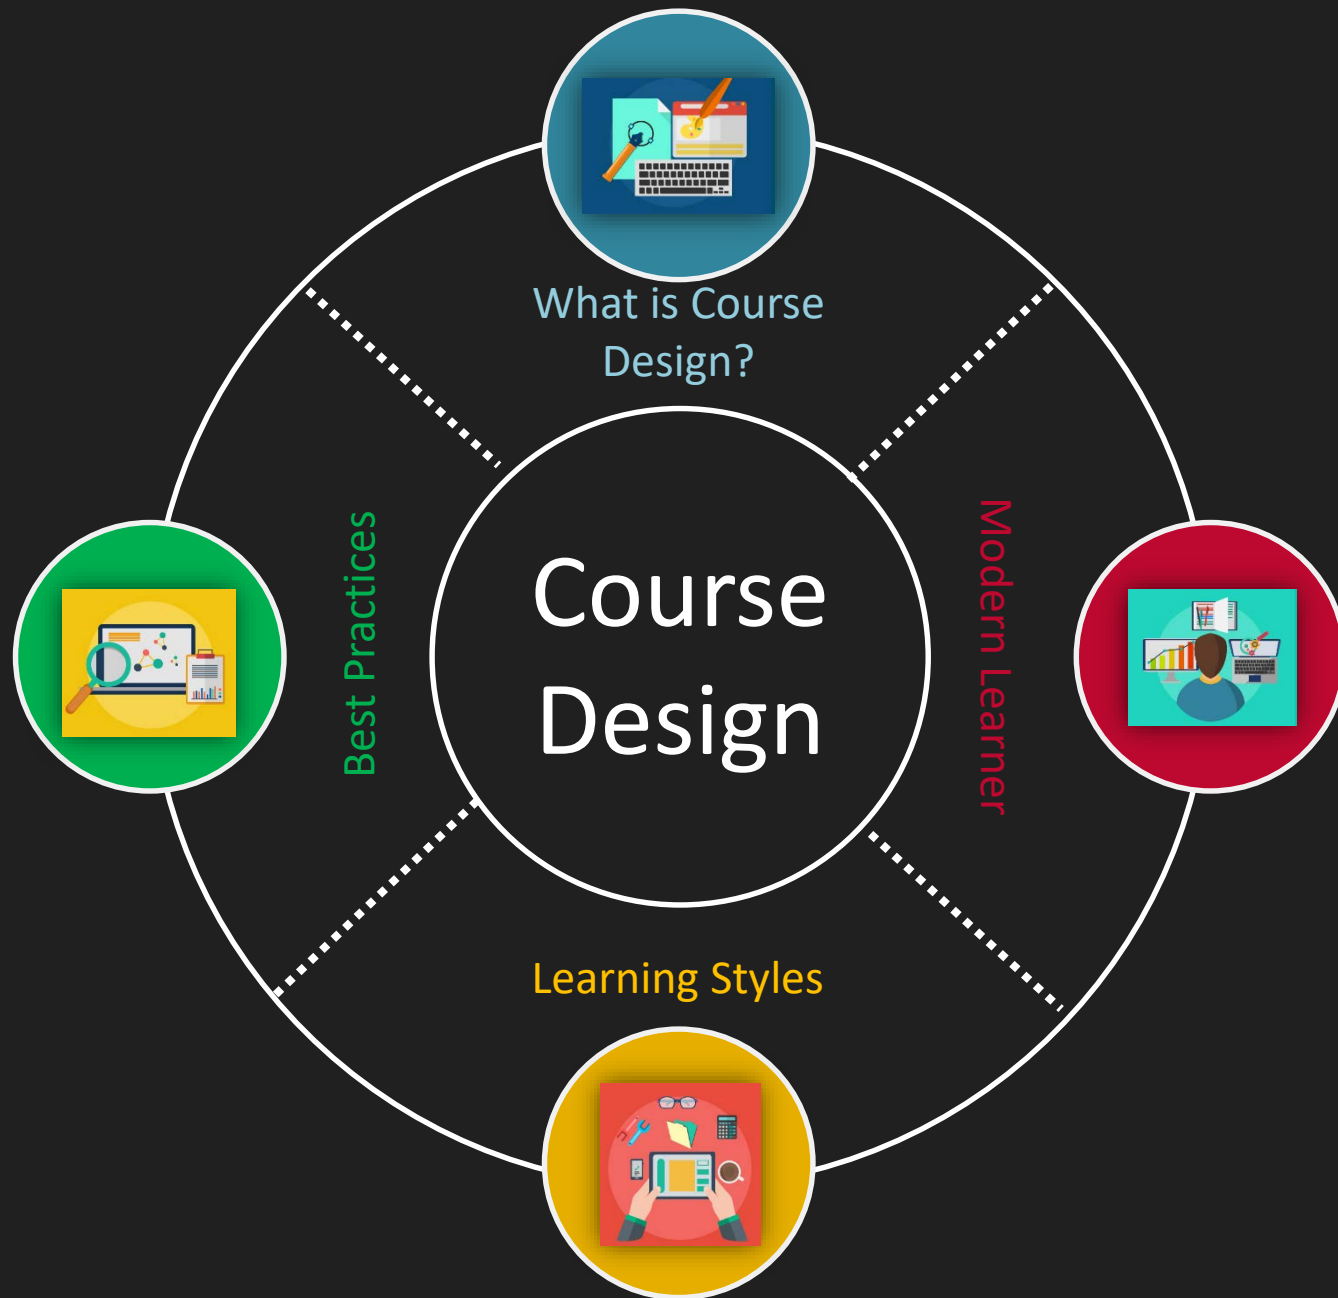 What is Course
Design?
Best Practices
Course
Design
Modern Learner
Learning Styles